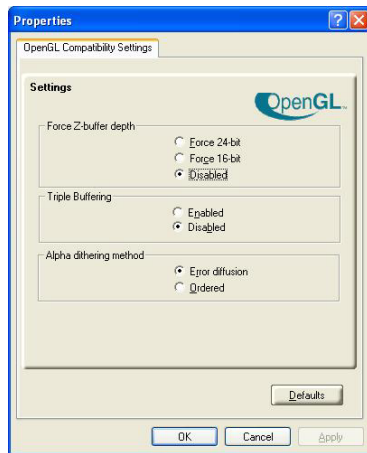 Properties
OpenGL Compatibility Settings
Settings
OpenGL™
Force Z-buffer depth
Force 24-bit
Force 16-bit
Disabled
Triple Buffering
Enabled
Disabled
Alpha dithering method
Error diffusion
Ordered
Defaults
OK
Cancel
Apply